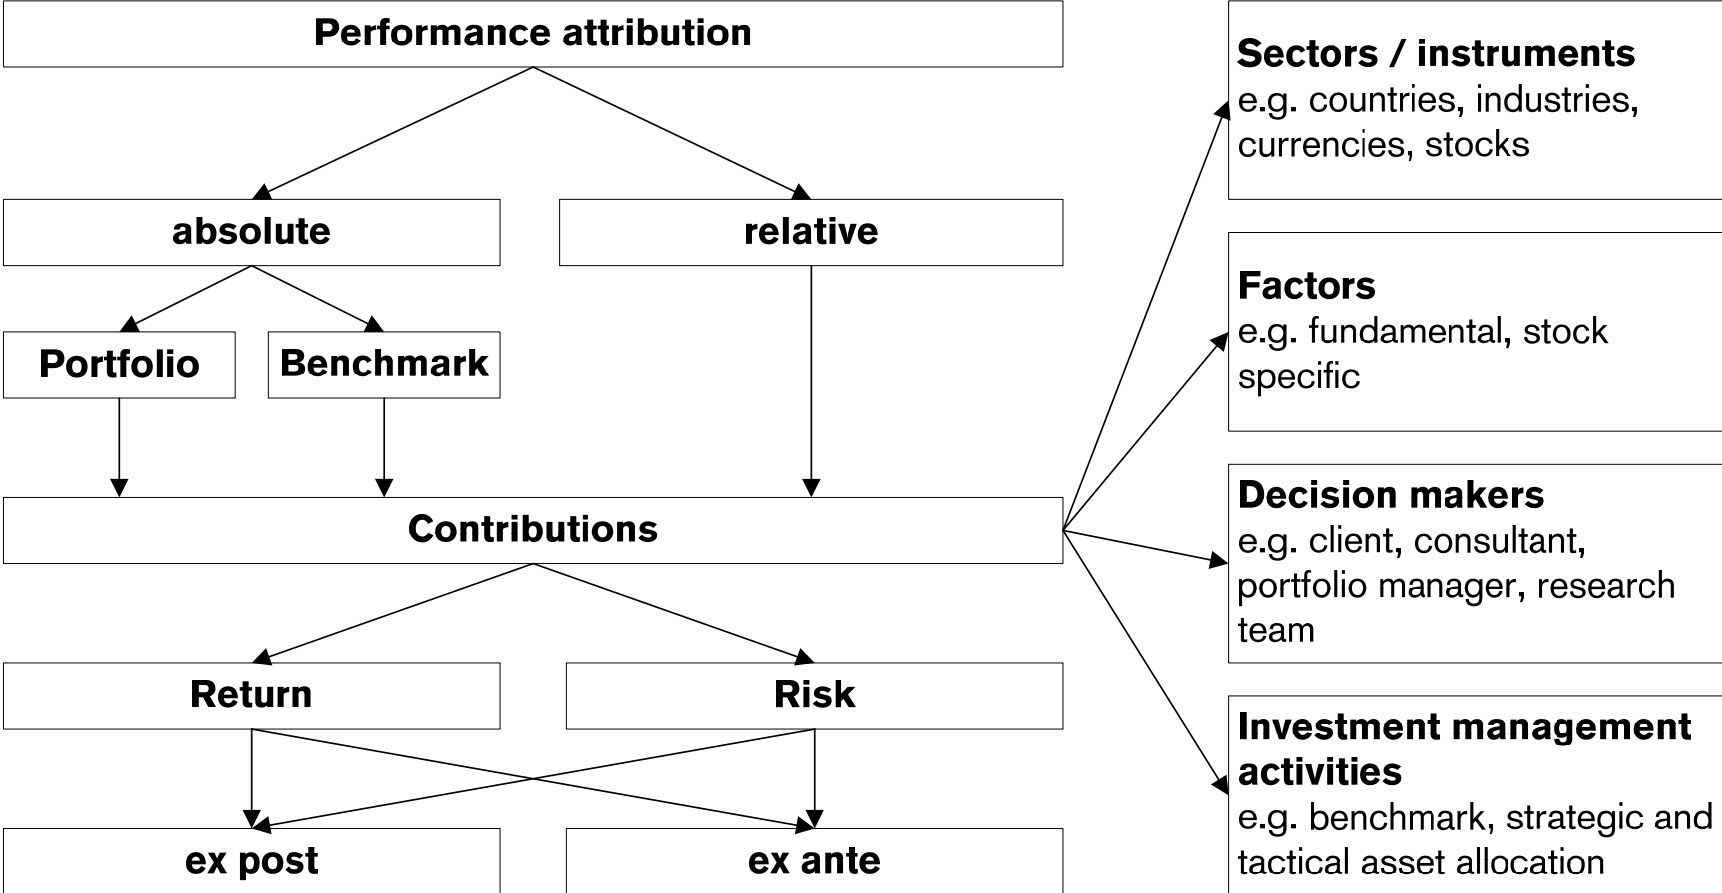 Performance attribution
absolute
relative
Portfolio
Benchmark
Contributions
Return
Risk
ex post
ex ante
Sectors / instruments
e.g. countries, industries,
currencies, stocks
Factors
e.g. fundamental, stock
specific
Decision makers
e.g. client, consultant,
portfolio manager, research
team
Investment management
activities
e.g. benchmark, strategic and
tactical asset allocation